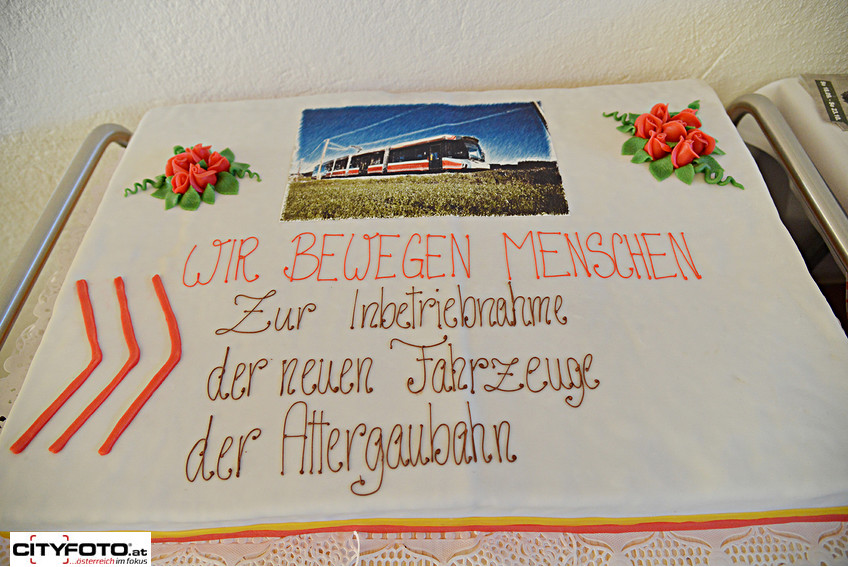 WIR BEWEGEN MENSCHEN
Zur Inbetriebnahme
der neuen Fahrzeuge
der Attergaubahn
CITYFOTO.at
...österreich im fokus